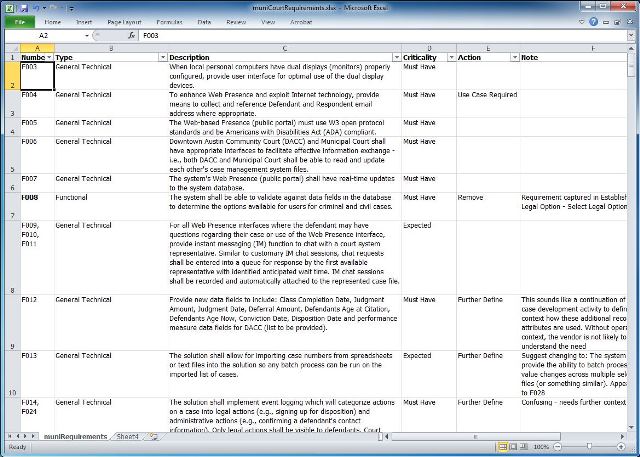 muniCourtRequirements.xlsx - Microsoft Excel
File Home Insert Page Layout Formulas Data Review View Acrobat
A2 fx F003
A B C D E F
1 Numbe Type Description Criticality Action Note
F003 General Technical When local personal computers have dual displays (monitors) properly Must Have
configured, provide user interface for optimal use of the dual display
2 devices.
F004 General Technical To enhance Web Presence and exploit Internet technology, provide Must Have Use Case Required
means to collect and reference Defendant and Respondent email
3 address where appropriate.
F005 General Technical The Web-based Presence (public portal) must use W3 open protocol Must Have
4 standards and be Americans with Disabilities Act (ADA) compliant.
F006 General Technical Downtown Austin Community Court (DACC) and Municipal Court shall Must Have
have appropriate interfaces to facilitate effective information exchange -
i.e., both DACC and Municipal Court shall be able to read and update
5 each other's case management system files.
F007 General Technical The system's Web Presence (public portal) shall have real-time updates Must Have
6 to the system database.
F008 Functional The system shall be able to validate against data fields in the database Must Have Remove Requirement captured in Establis
7 to determine the options available for users for criminal and civil cases. Legal Option - Select Legal Option
F009, General Technical For all Web Presence interfaces where the defendant may have Expected
F010, questions regarding their case or use of the Web Presence interface,
F011 provide instant messaging (IM) function to chat with a court system
representative. Similar to customary IM chat sessions, chat requests
shall be entered into a queue for response by the first available
representative with identified anticipated wait time. IM chat sessions
8 shall be recorded and automatically attached to the represented case file.
F012 General Technical Provide new data fields to include: Class Completion Date, Judgment Must Have Further Define This sounds like a continuation of
Amount, Judgment Date, Deferral Amount, Defendants Age at Citation, case development activity to defin
Defendants Age Now, Conviction Date, Disposition Date and performance context how these additional reco
measure data fields for DACC (list to be provided). attributes are used. Without opera
context, the vendor is not likely to
9 understand the need
F013 General Technical The solution shall allow for importing case numbers from spreadsheets Expected Further Define Suggest changing to: The system
or text files into the solution so any batch process can be run on the provide the ability to batch proces
imported list of cases. value changes across multiple sel
files (or something similar). Appea
10 to F028
F014, General Technical The solution shall implement event logging which will categorize actions Must Have Further Define Confusing - needs further context
F024 on a case into legal actions (e.g., signing up for disposition) and
administrative actions (e.g., confirming a defendant's contact
information). Only legal actions shall be visible to defendants. Court
muniRequirements Sheet4
Ready 100%